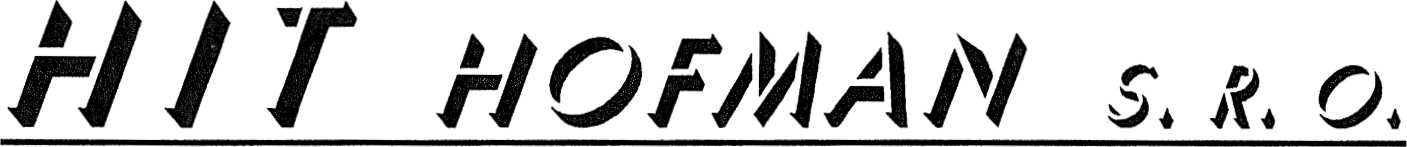 HIT HOFMAN S. R. O.